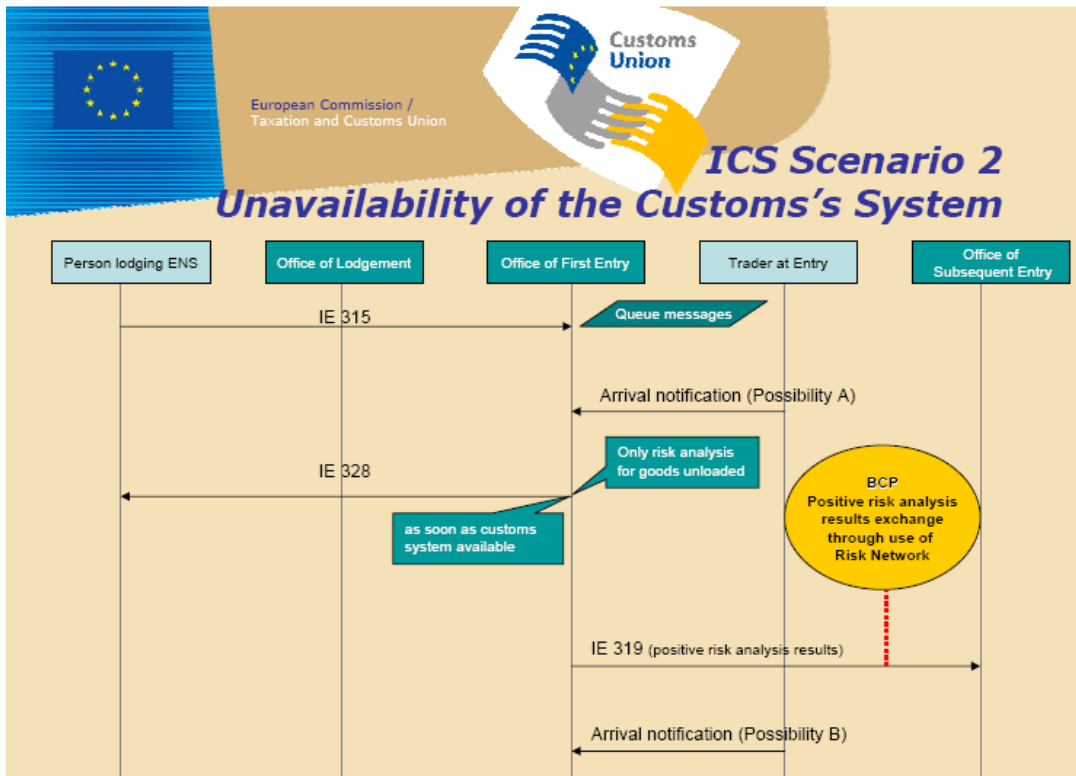 Customs
Union
European Commission /
Taxation and Customs Union
ICS Scenario 2
Unavailability of the Customs's System
Person lodging ENS
Office of Lodgement
Office of First Entry
Trader at Entry
Office of
Subsequent Entry
IE 315
Queue messages
Arrival notification (Possibility A)
Only risk analysis
for goods unloaded
IE 328
as soon as customs
system available
BCP
Positive risk analysis
results exchange
through use of
Risk Network
IE 319 (positive risk analysis results)
Arrival notification (Possibility B)